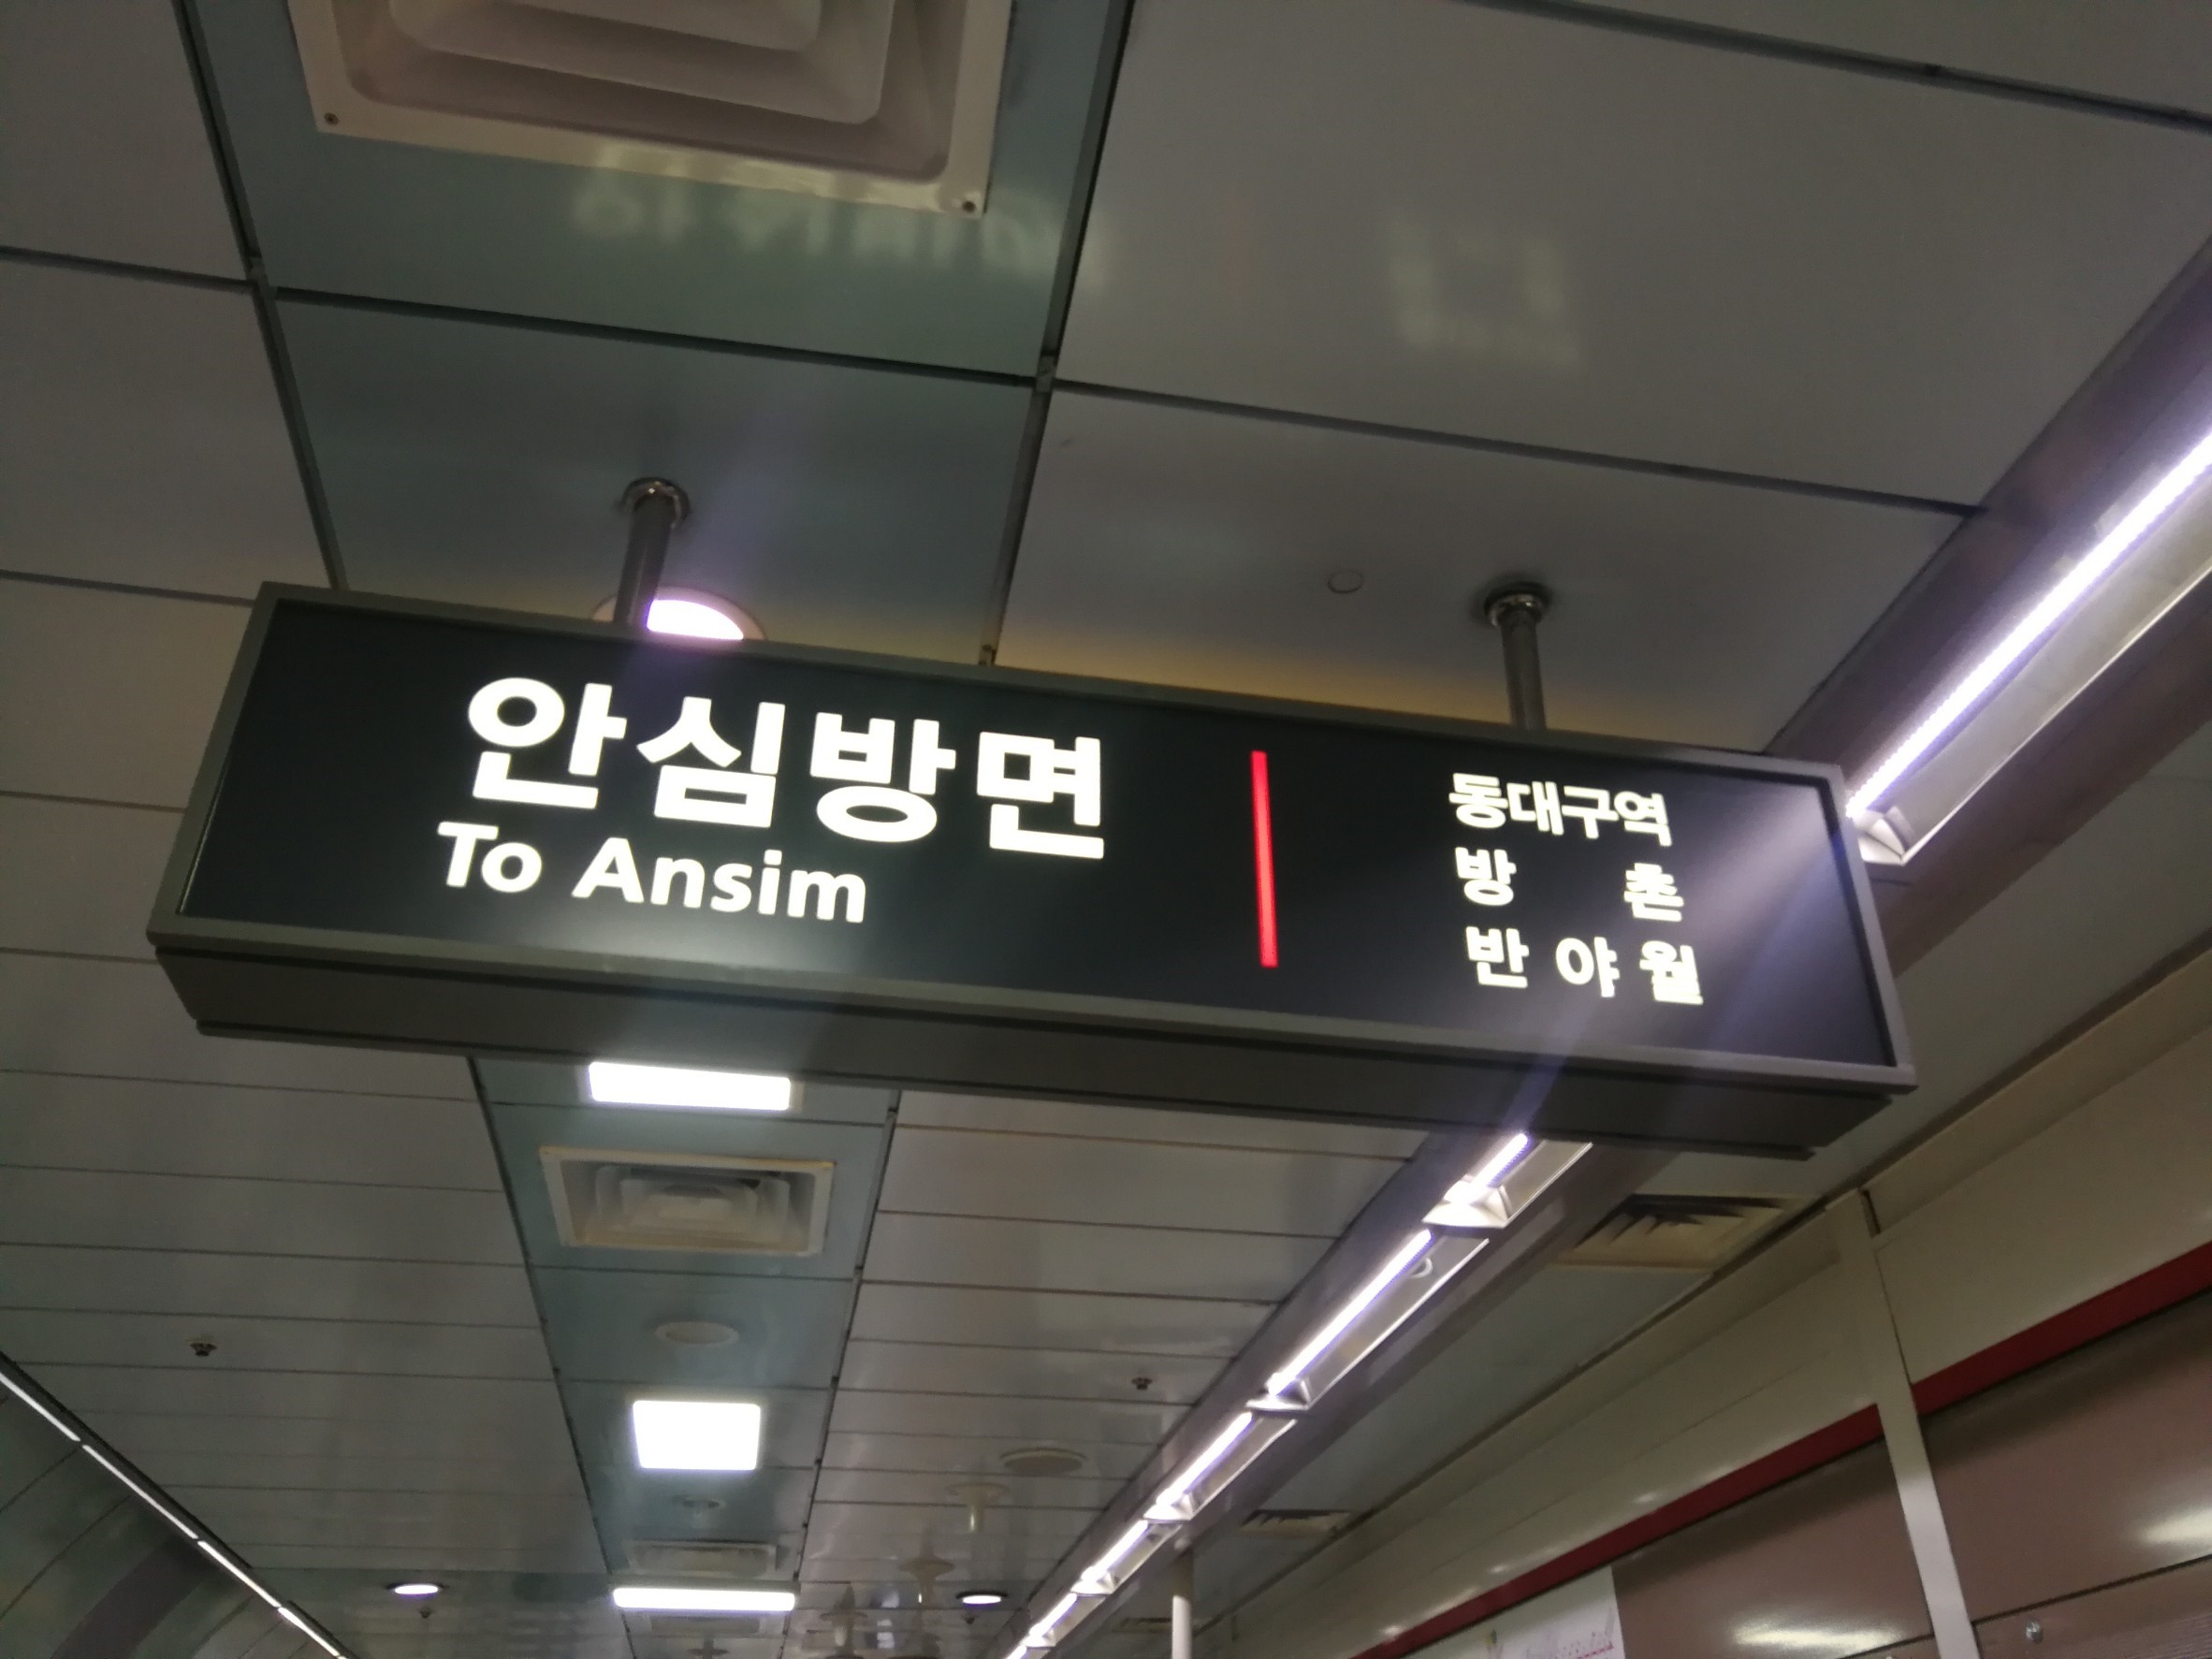 안심방면
To Ansim
동대구역
방 촌
반 야 월